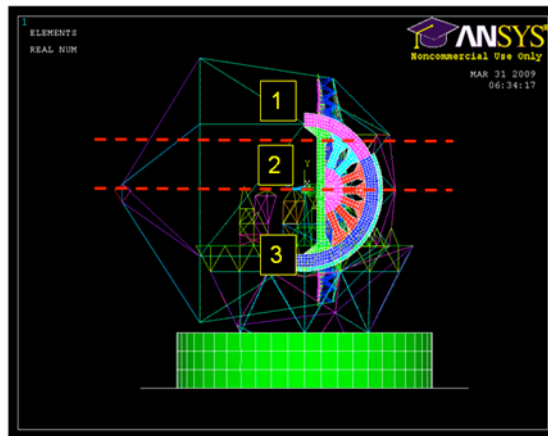 1
ELEMENTS
REAL NUM
ANSYS
Noncommercial Use Only
MAR 31 2009
06:34:17
1
2
Y
3